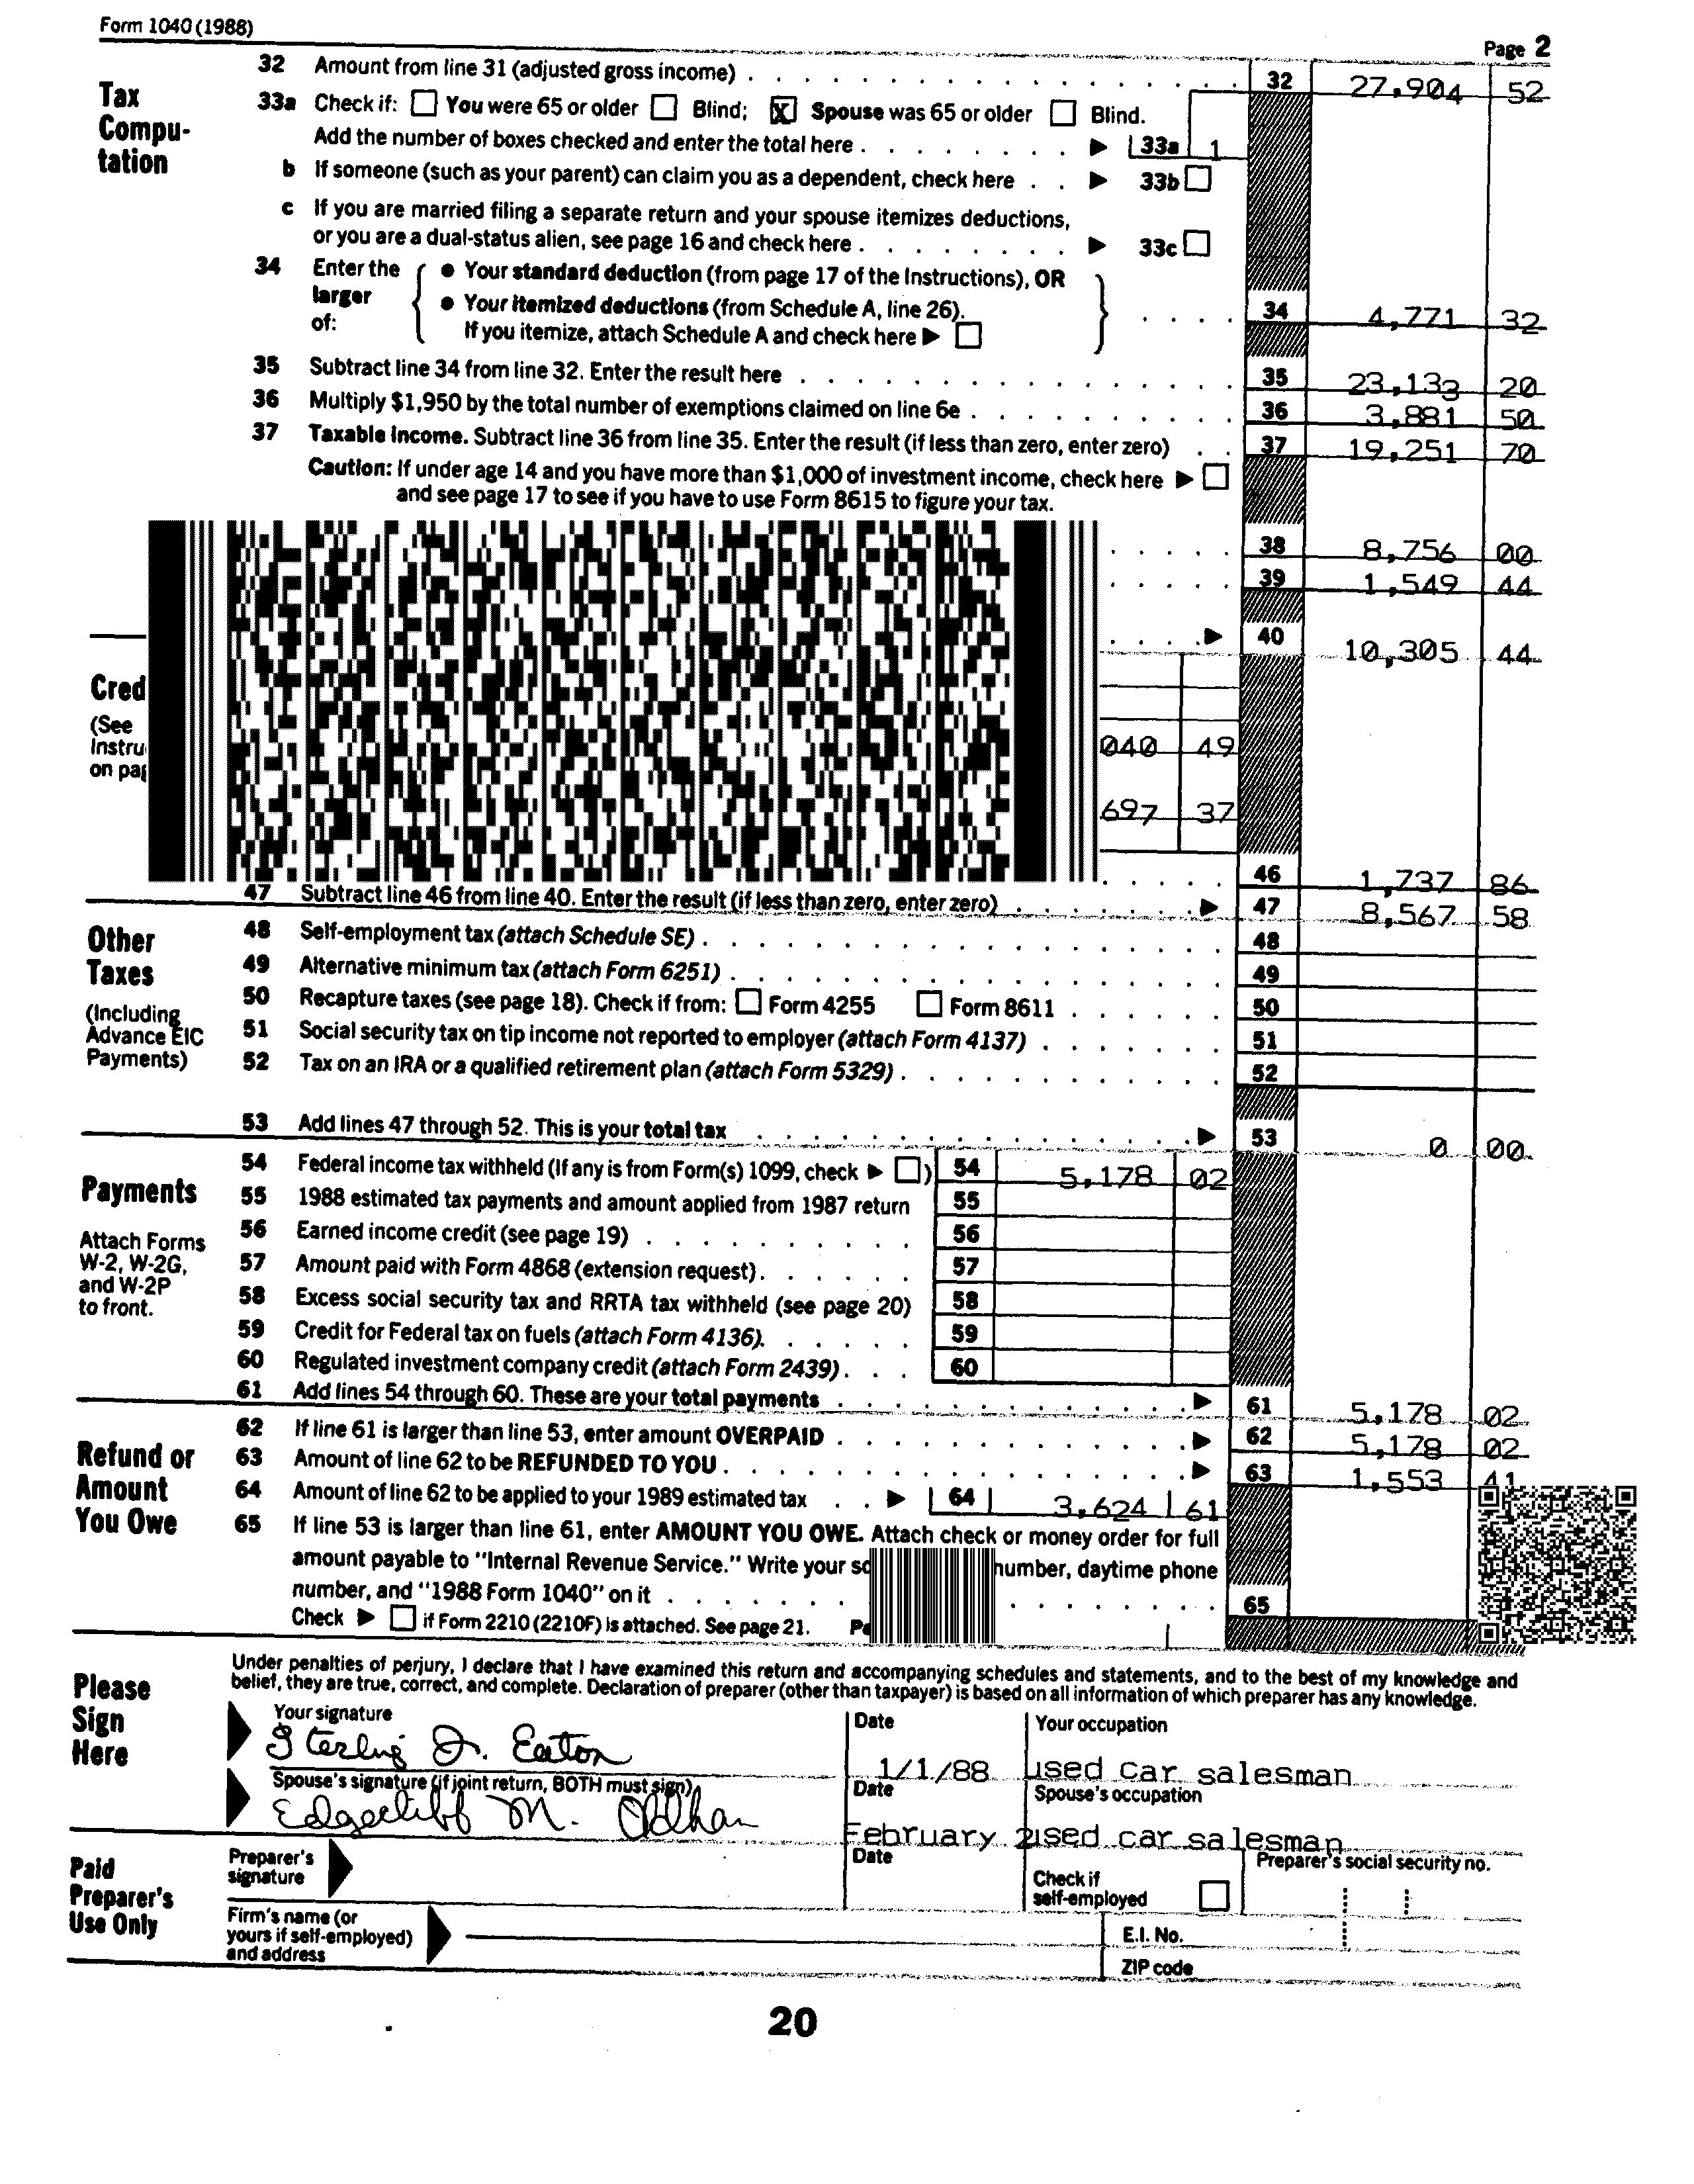 Form 1040 (1988)
Page 2
Tax Compu-tation
32 Amount from line 31 (adjusted gross income) . . . 32 27,904 52
33a Check if: You were 65 or older Blind; X Spouse was 65 or older Blind.
Add the number of boxes checked and enter the total here . . . 33a 1
b If someone (such as your parent) can claim you as a dependent, check here . . 33b
c If you are married filing a separate return and your spouse itemizes deductions,
or you are a dual-status alien, see page 16 and check here . . . 33c
34 Enter the larger of:
• Your standard deduction (from page 17 of the Instructions), OR
• Your itemized deductions (from Schedule A, line 26).
If you itemize, attach Schedule A and check here
34 4,771 32
35 Subtract line 34 from line 32. Enter the result here . . . 35 23,133 20
36 Multiply $1,950 by the total number of exemptions claimed on line 6e . . . 36 3,881 50
37 Taxable income. Subtract line 36 from line 35. Enter the result (if less than zero, enter zero) . . 37 19,251 70
Caution: If under age 14 and you have more than $1,000 of investment income, check here
and see page 17 to see if you have to use Form 8615 to figure your tax.
38 8,756 00
39 1,549 44
40 10,305 44
Cred
(See
Instru
on pag
040 49
697 37
46 1,737 86
47 Subtract line 46 from line 40. Enter the result (if less than zero, enter zero) . . . 47 8,567 58
Other Taxes
(Including Advance EIC Payments)
48 Self-employment tax (attach Schedule SE) . . . 48
49 Alternative minimum tax (attach Form 6251) . . . 49
50 Recapture taxes (see page 18). Check if from: Form 4255 Form 8611 . . . 50
51 Social security tax on tip income not reported to employer (attach Form 4137) . . . 51
52 Tax on an IRA or a qualified retirement plan (attach Form 5329) . . . 52
53 Add lines 47 through 52. This is your total tax . . . 53 0 00
Payments
Attach Forms W-2, W-2G, and W-2P to front.
54 Federal income tax withheld (If any is from Form(s) 1099, check ) 54 5,178 02
55 1988 estimated tax payments and amount applied from 1987 return 55
56 Earned income credit (see page 19) . . . 56
57 Amount paid with Form 4868 (extension request) . . . 57
58 Excess social security tax and RRTA tax withheld (see page 20) 58
59 Credit for Federal tax on fuels (attach Form 4136) . . . 59
60 Regulated investment company credit (attach Form 2439) . . . 60
61 Add lines 54 through 60. These are your total payments . . . 61 5,178 02
Refund or Amount You Owe
62 If line 61 is larger than line 53, enter amount OVERPAID . . . 62 5,178 02
63 Amount of line 62 to be REFUNDED TO YOU . . . 63 1,553 41
64 Amount of line 62 to be applied to your 1989 estimated tax . . 64 3,624 61
65 If line 53 is larger than line 61, enter AMOUNT YOU OWE. Attach check or money order for full
amount payable to "Internal Revenue Service." Write your so number, daytime phone
number, and "1988 Form 1040" on it . . . 65
Check if Form 2210 (2210F) is attached. See page 21. Pe
Please Sign Here
Under penalties of perjury, I declare that I have examined this return and accompanying schedules and statements, and to the best of my knowledge and
belief, they are true, correct, and complete. Declaration of preparer (other than taxpayer) is based on all information of which preparer has any knowledge.
Your signature Date Your occupation
Sterling J. Eaton 1/1/88 used car salesman
Spouse's signature (if joint return, BOTH must sign) Date Spouse's occupation
Edgecliff M. Oldhan February 2 used car salesman
Paid Preparer's Use Only
Preparer's signature Date Check if self-employed Preparer's social security no.
Firm's name (or yours if self-employed) and address E.I. No.
ZIP code
20